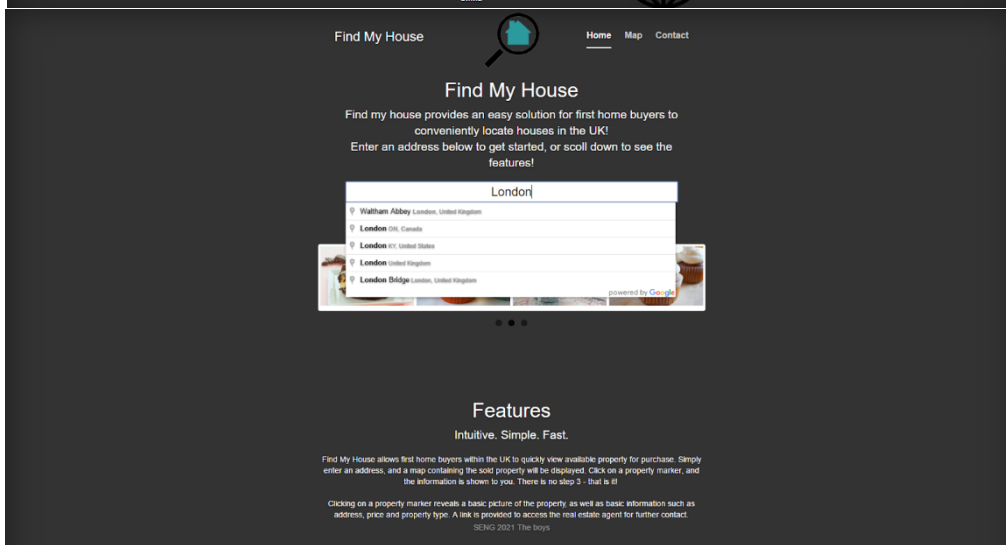 Find My House
Home Map Contact
Find My House
Find my house provides an easy solution for first home buyers to
conveniently locate houses in the UK!
Enter an address below to get started, or scoll down to see the
features!
London
Waltham Abbey London, United Kingdom
London ON, Canada
London KY, United States
London United Kingdom
London Bridge London, United Kingdom
powered by Google
Features
Intuitive. Simple. Fast.
Find My House allows first home buyers within the UK to quickly view available property for purchase. Simply
enter an address, and a map containing the sold property will be displayed. Click on a property marker, and
the information is shown to you. There is no step 3 - that is it!
Clicking on a property marker reveals a basic picture of the property, as well as basic information such as
address, price and property type. A link is provided to access the real estate agent for further contact.
SENG 2021 The boys